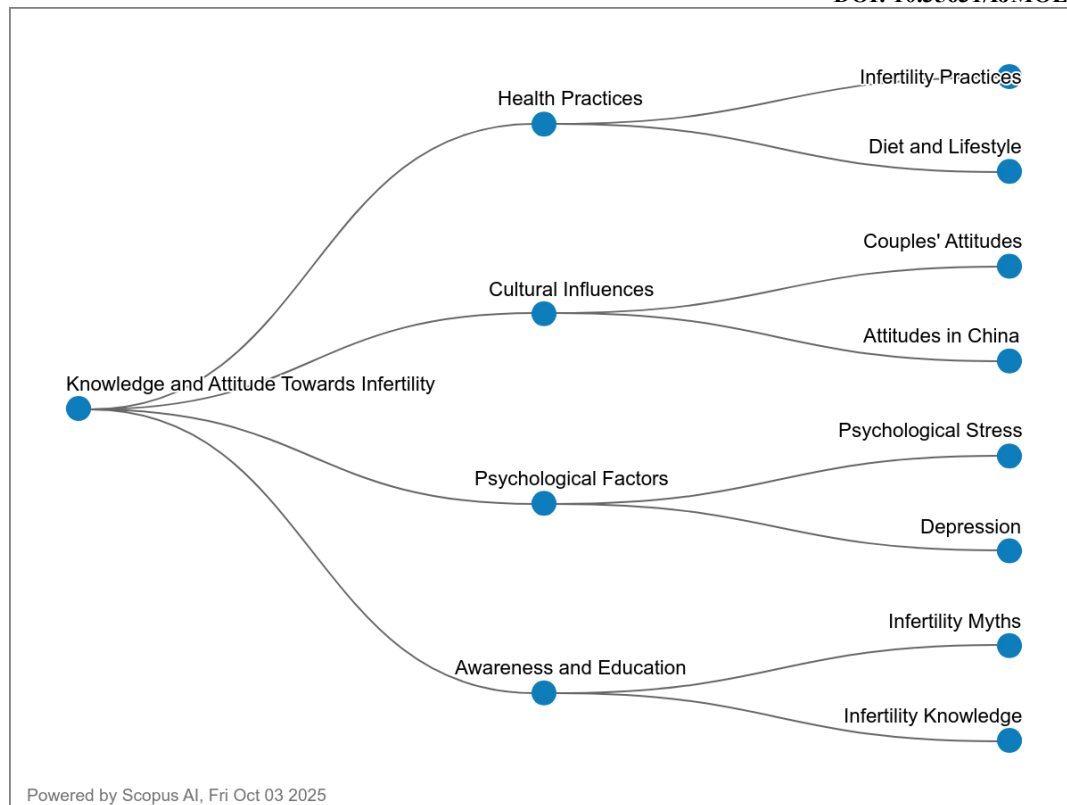 Health Practices
Infertility Practices
Diet and Lifestyle
Cultural Influences
Couples' Attitudes
Attitudes in China
Knowledge and Attitude Towards Infertility
Psychological Factors
Psychological Stress
Depression
Awareness and Education
Infertility Myths
Infertility Knowledge
Powered by Scopus AI, Fri Oct 03 2025